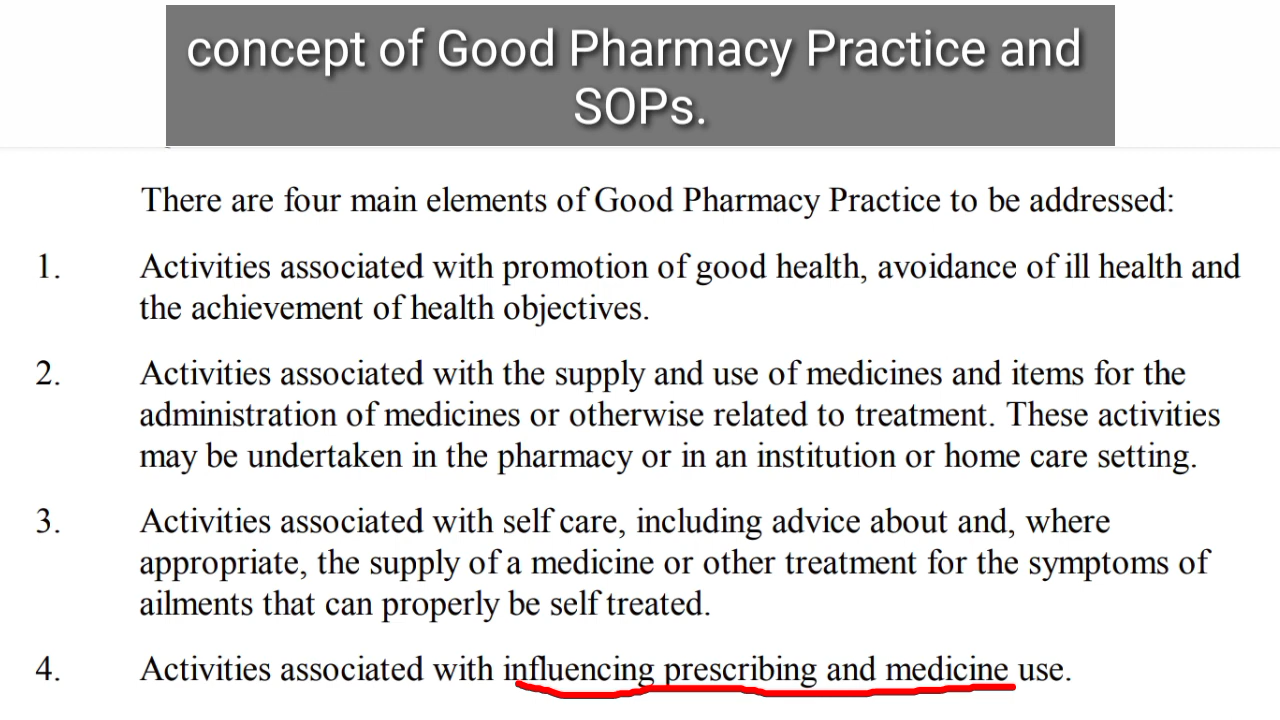 concept of Good Pharmacy Practice and
SOPs.
There are four main elements of Good Pharmacy Practice to be addressed:
1. Activities associated with promotion of good health, avoidance of ill health and
the achievement of health objectives.
2. Activities associated with the supply and use of medicines and items for the
administration of medicines or otherwise related to treatment. These activities
may be undertaken in the pharmacy or in an institution or home care setting.
3. Activities associated with self care, including advice about and, where
appropriate, the supply of a medicine or other treatment for the symptoms of
ailments that can properly be self treated.
4. Activities associated with influencing prescribing and medicine use.